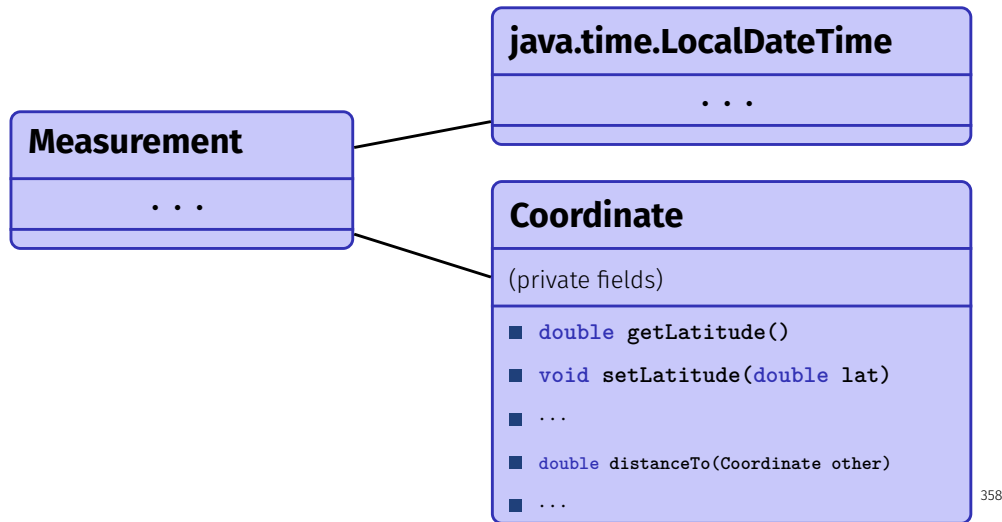 java.time.LocalDateTime
. . .
Measurement
. . .
Coordinate
(private fields)
■ double getLatitude()
■ void setLatitude(double lat)
■ ...
■ double distanceTo(Coordinate other)
■ ...
358